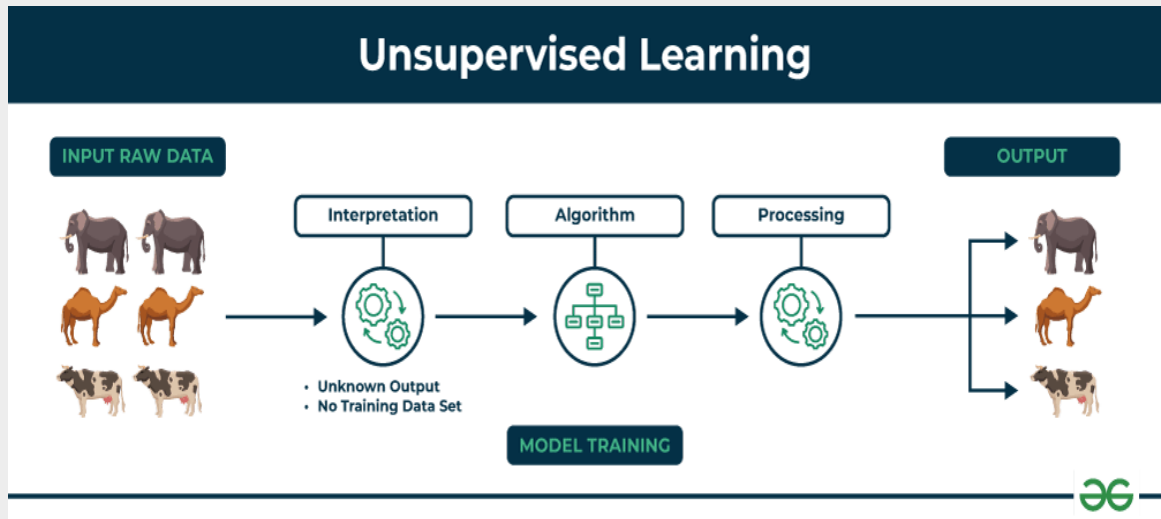 Unsupervised Learning
INPUT RAW DATA
OUTPUT
Interpretation
Algorithm
Processing
• Unknown Output
• No Training Data Set
MODEL TRAINING